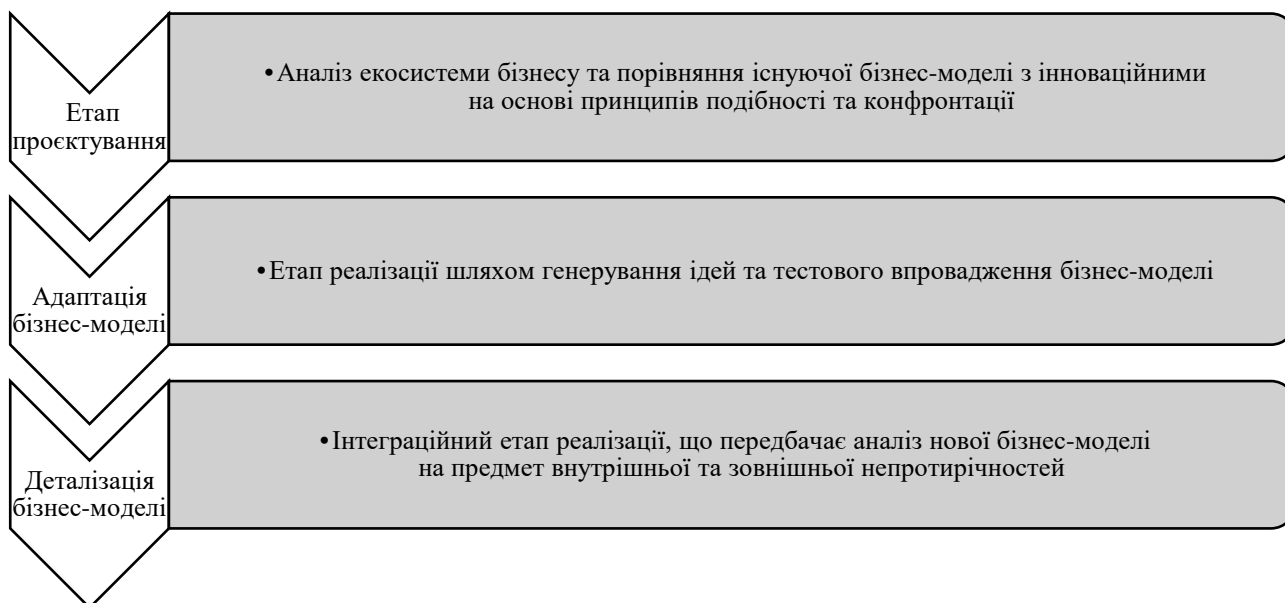 Етап
проєктування
•Аналіз екосистеми бізнесу та порівняння існуючої бізнес-моделі з інноваційними
на основі принципів подібності та конфронтації
Адаптація
бізнес-моделі
•Етап реалізації шляхом генерування ідей та тестового впровадження бізнес-моделі
Деталізація
бізнес-моделі
•Інтеграційний етап реалізації, що передбачає аналіз нової бізнес-моделі
на предмет внутрішньої та зовнішньої непротирічностей